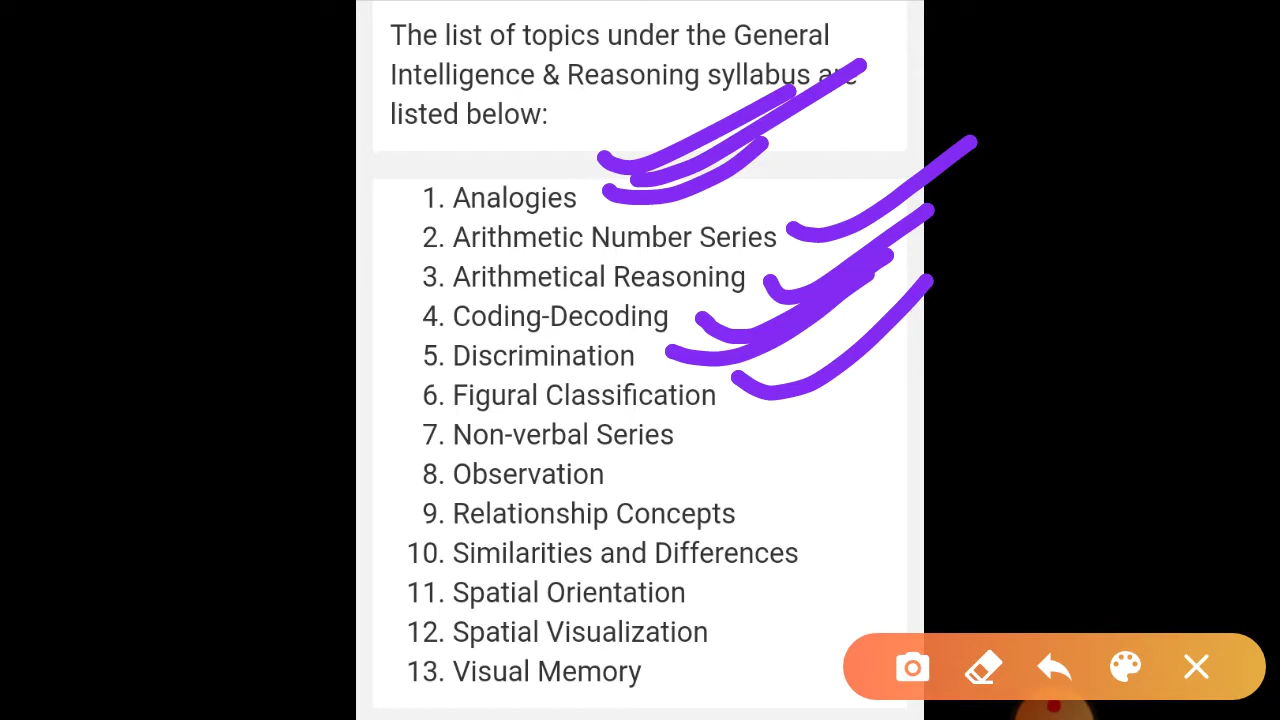 The list of topics under the General
Intelligence & Reasoning syllabus are
listed below:
1. Analogies
2. Arithmetic Number Series
3. Arithmetical Reasoning
4. Coding-Decoding
5. Discrimination
6. Figural Classification
7. Non-verbal Series
8. Observation
9. Relationship Concepts
10. Similarities and Differences
11. Spatial Orientation
12. Spatial Visualization
13. Visual Memory